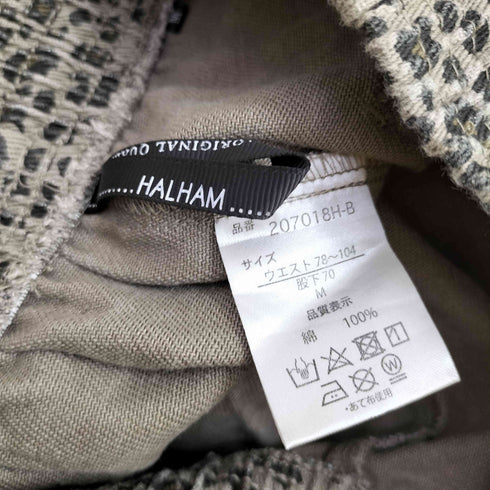 ORIGINAL
HALHAM
品番 207018H-B
サイズ
ウエスト 78~104
股下 70
M
品質表示
綿 100%
・あて布使用